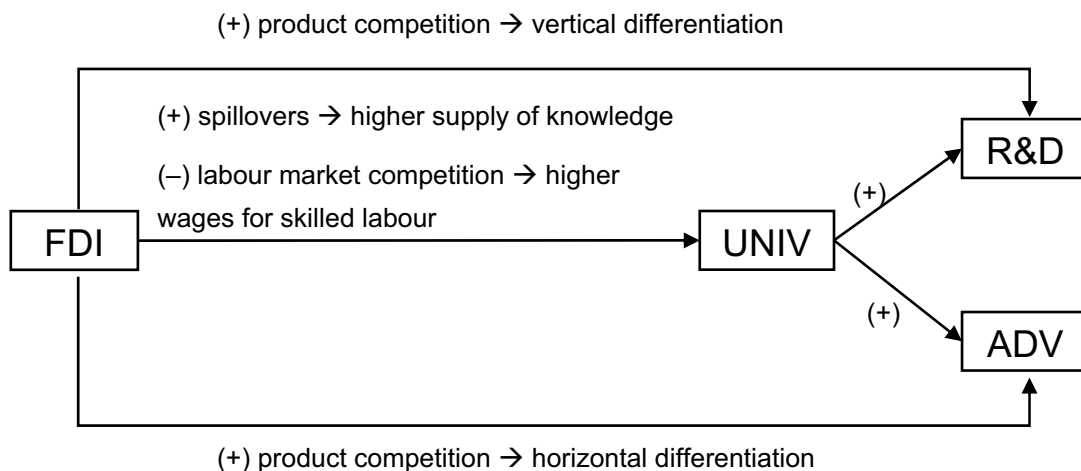 (+) product competition → vertical differentiation
(+) spillovers → higher supply of knowledge
R&D
(–) labour market competition → higher
(+)
wages for skilled labour
FDI
UNIV
(+)
ADV
(+) product competition → horizontal differentiation